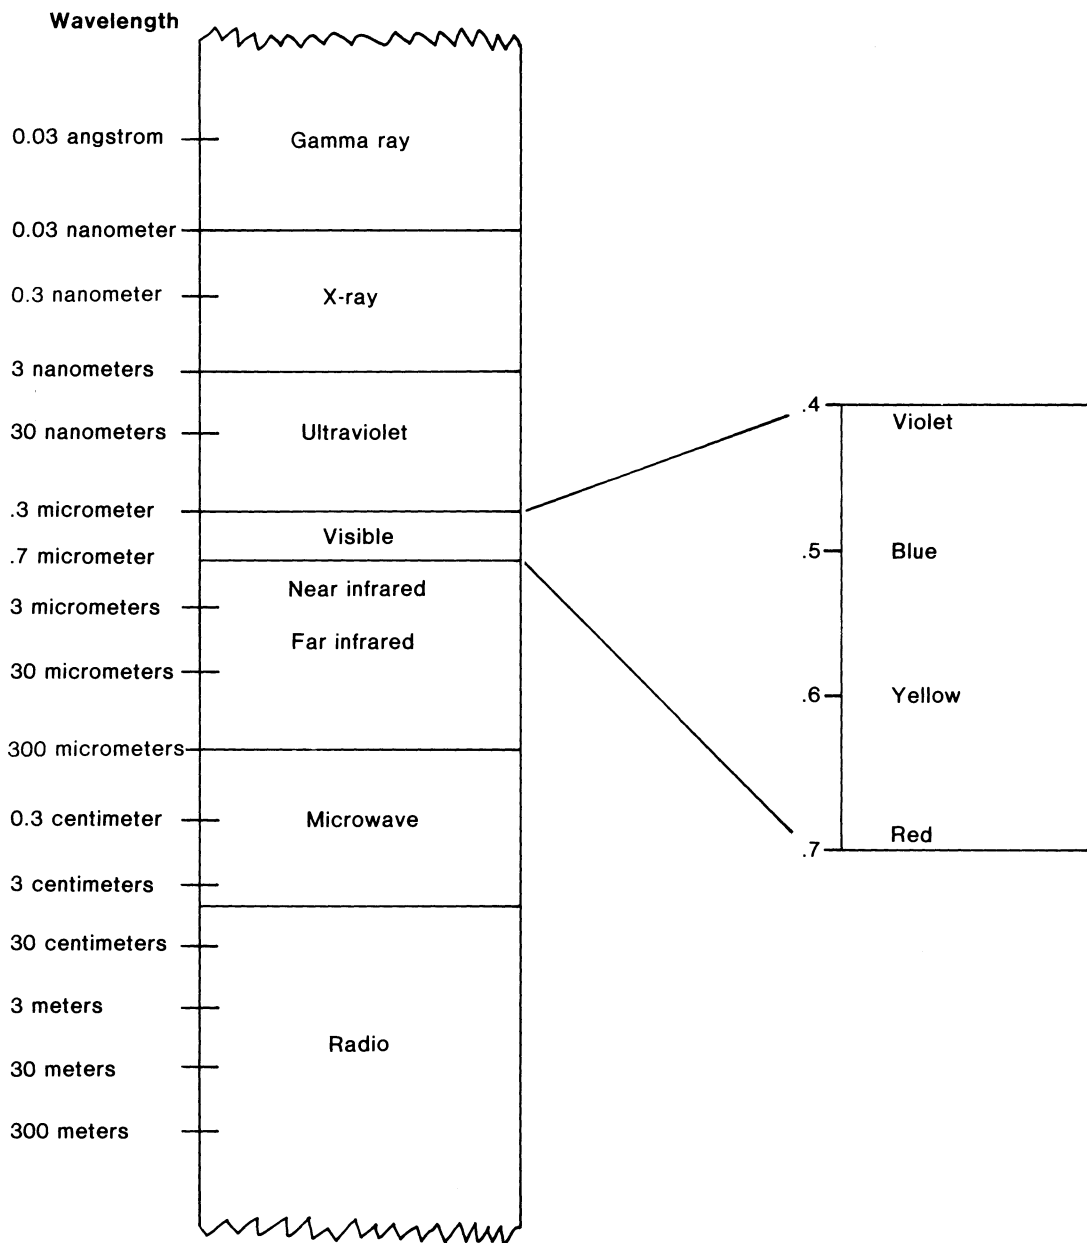 Wavelength
0.03 angstrom
Gamma ray
0.03 nanometer
0.3 nanometer
X-ray
3 nanometers
30 nanometers
Ultraviolet
.3 micrometer
Visible
.7 micrometer
Near infrared
3 micrometers
Far infrared
30 micrometers
300 micrometers
0.3 centimeter
Microwave
3 centimeters
30 centimeters
3 meters
Radio
30 meters
300 meters
.4
Violet
.5
Blue
.6
Yellow
Red
.7